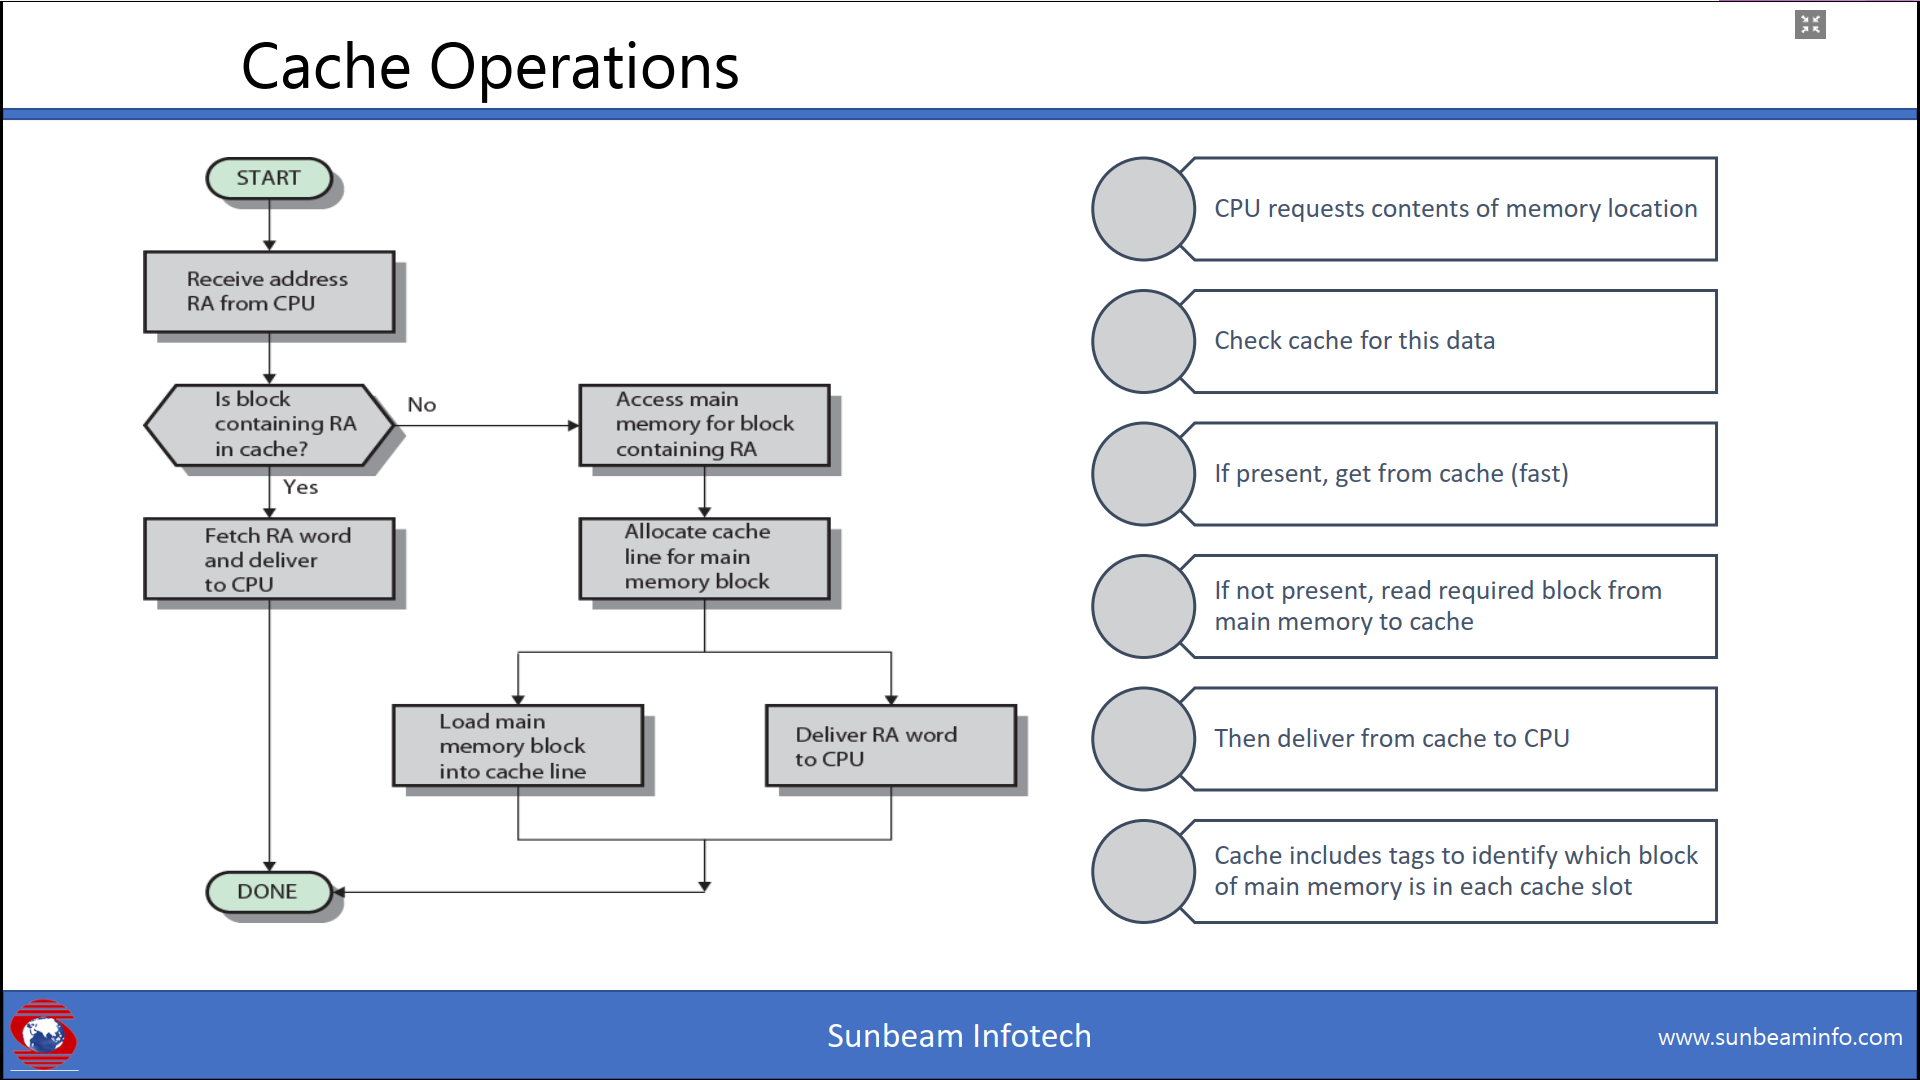 Cache Operations
START
Receive address
RA from CPU
Is block
containing RA
in cache?
No
Yes
Access main
memory for block
containing RA
Fetch RA word
and deliver
to CPU
Allocate cache
line for main
memory block
Load main
memory block
into cache line
Deliver RA word
to CPU
DONE
CPU requests contents of memory location
Check cache for this data
If present, get from cache (fast)
If not present, read required block from
main memory to cache
Then deliver from cache to CPU
Cache includes tags to identify which block
of main memory is in each cache slot
Sunbeam Infotech
www.sunbeaminfo.com